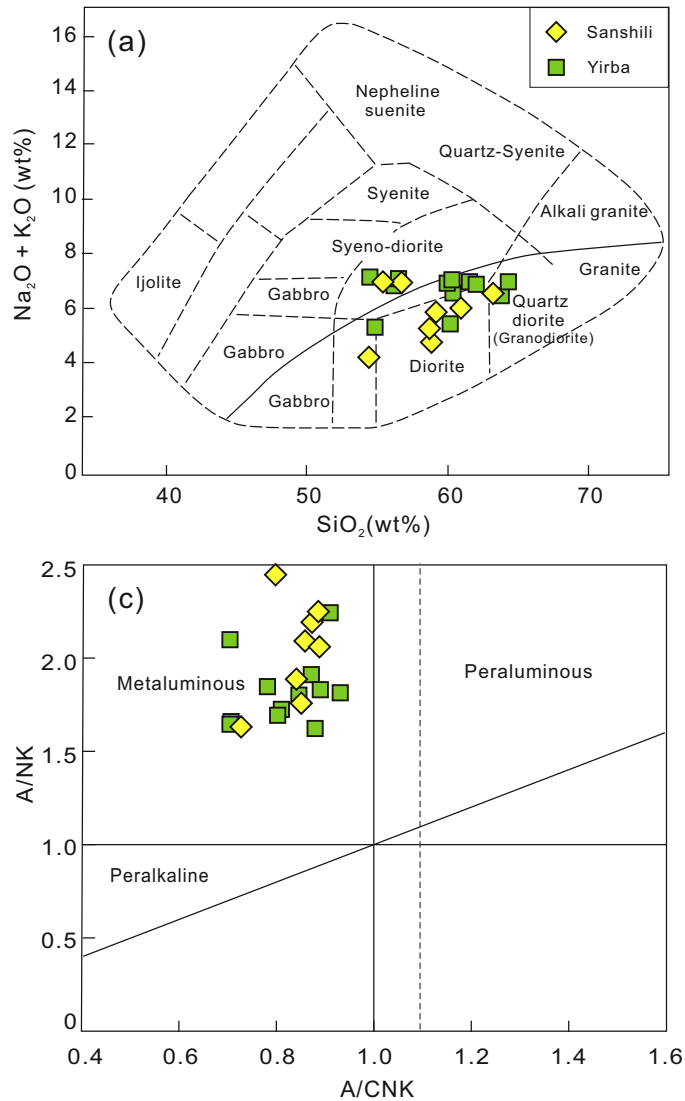 (a)
Sanshili
Yirba
16
14
12
10
8
6
4
2
0
Na₂O + K₂O (wt%)
Nepheline
suenite
Quartz-Syenite
Syenite
Alkali granite
Syeno-diorite
Ijolite
Granite
Gabbro
Quartz
diorite
(Granodiorite)
Gabbro
Diorite
Gabbro
40
50
60
70
SiO₂(wt%)
(c)
2.5
2.0
1.5
1.0
0.5
0
A/NK
Metaluminous
Peraluminous
Peralkaline
0.4
0.6
0.8
1.0
1.2
1.4
1.6
A/CNK